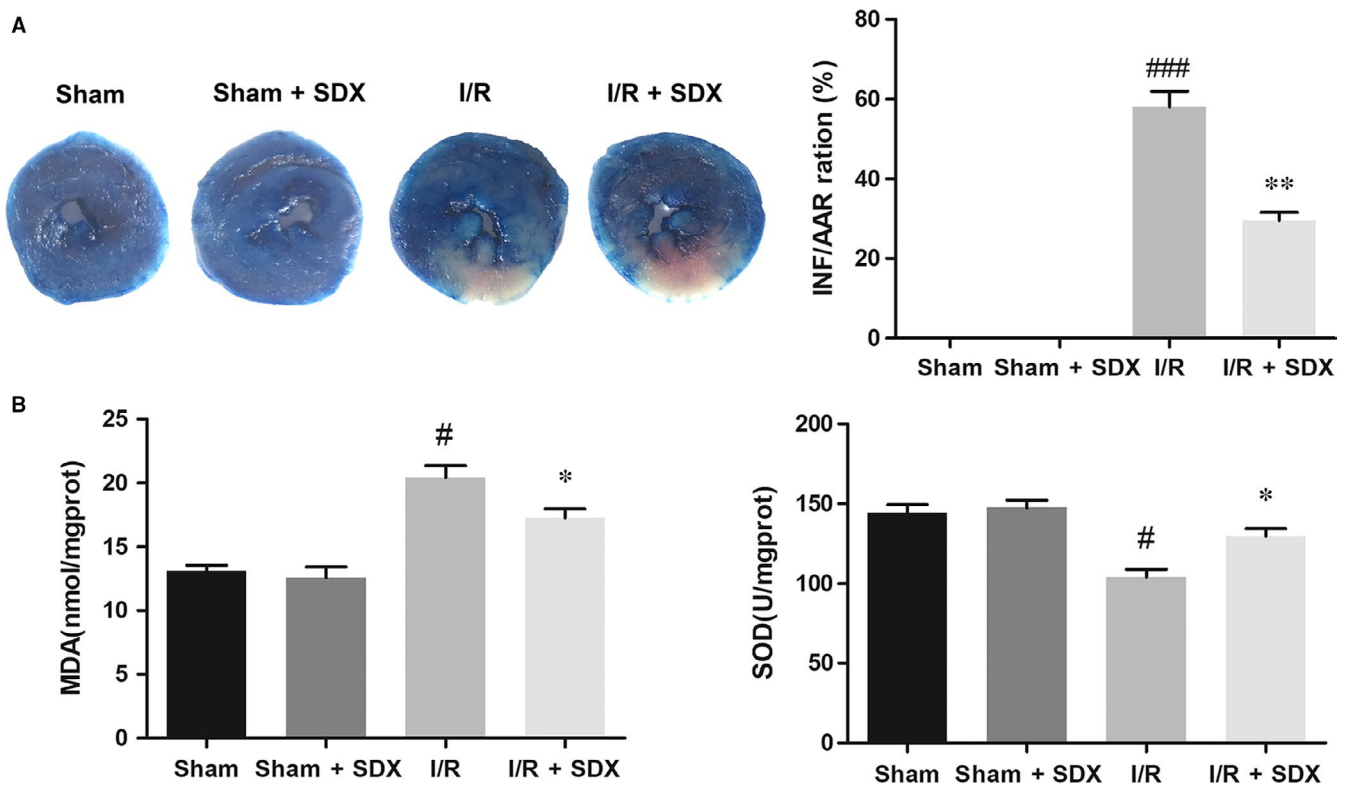 A
Sham
Sham + SDX
I/R
I/R + SDX
INF/AAR ration (%)
80
60
40
20
0
###
**
Sham
Sham + SDX
I/R
I/R + SDX
B
MDA(nmol/mgprot)
25
20
15
10
5
0
#
*
Sham
Sham + SDX
I/R
I/R + SDX
SOD(U/mgprot)
200
150
100
50
0
#
*
Sham
Sham + SDX
I/R
I/R + SDX